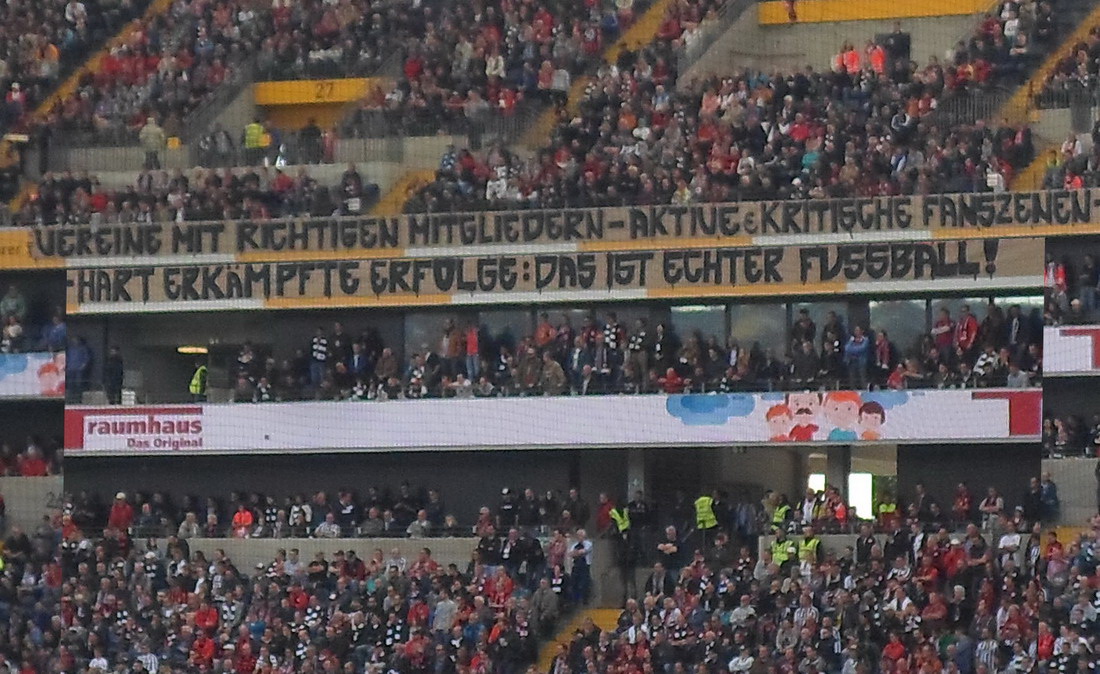 27
VEREINE MIT RICHTIGEN MITGLIEDERN-AKTIVE & KRITISCHE FANSZENEN-
-HART ERKÄMPFTE ERFOLGE: DAS IST ECHTER FUSSBALL!
raumhaus
Das Original